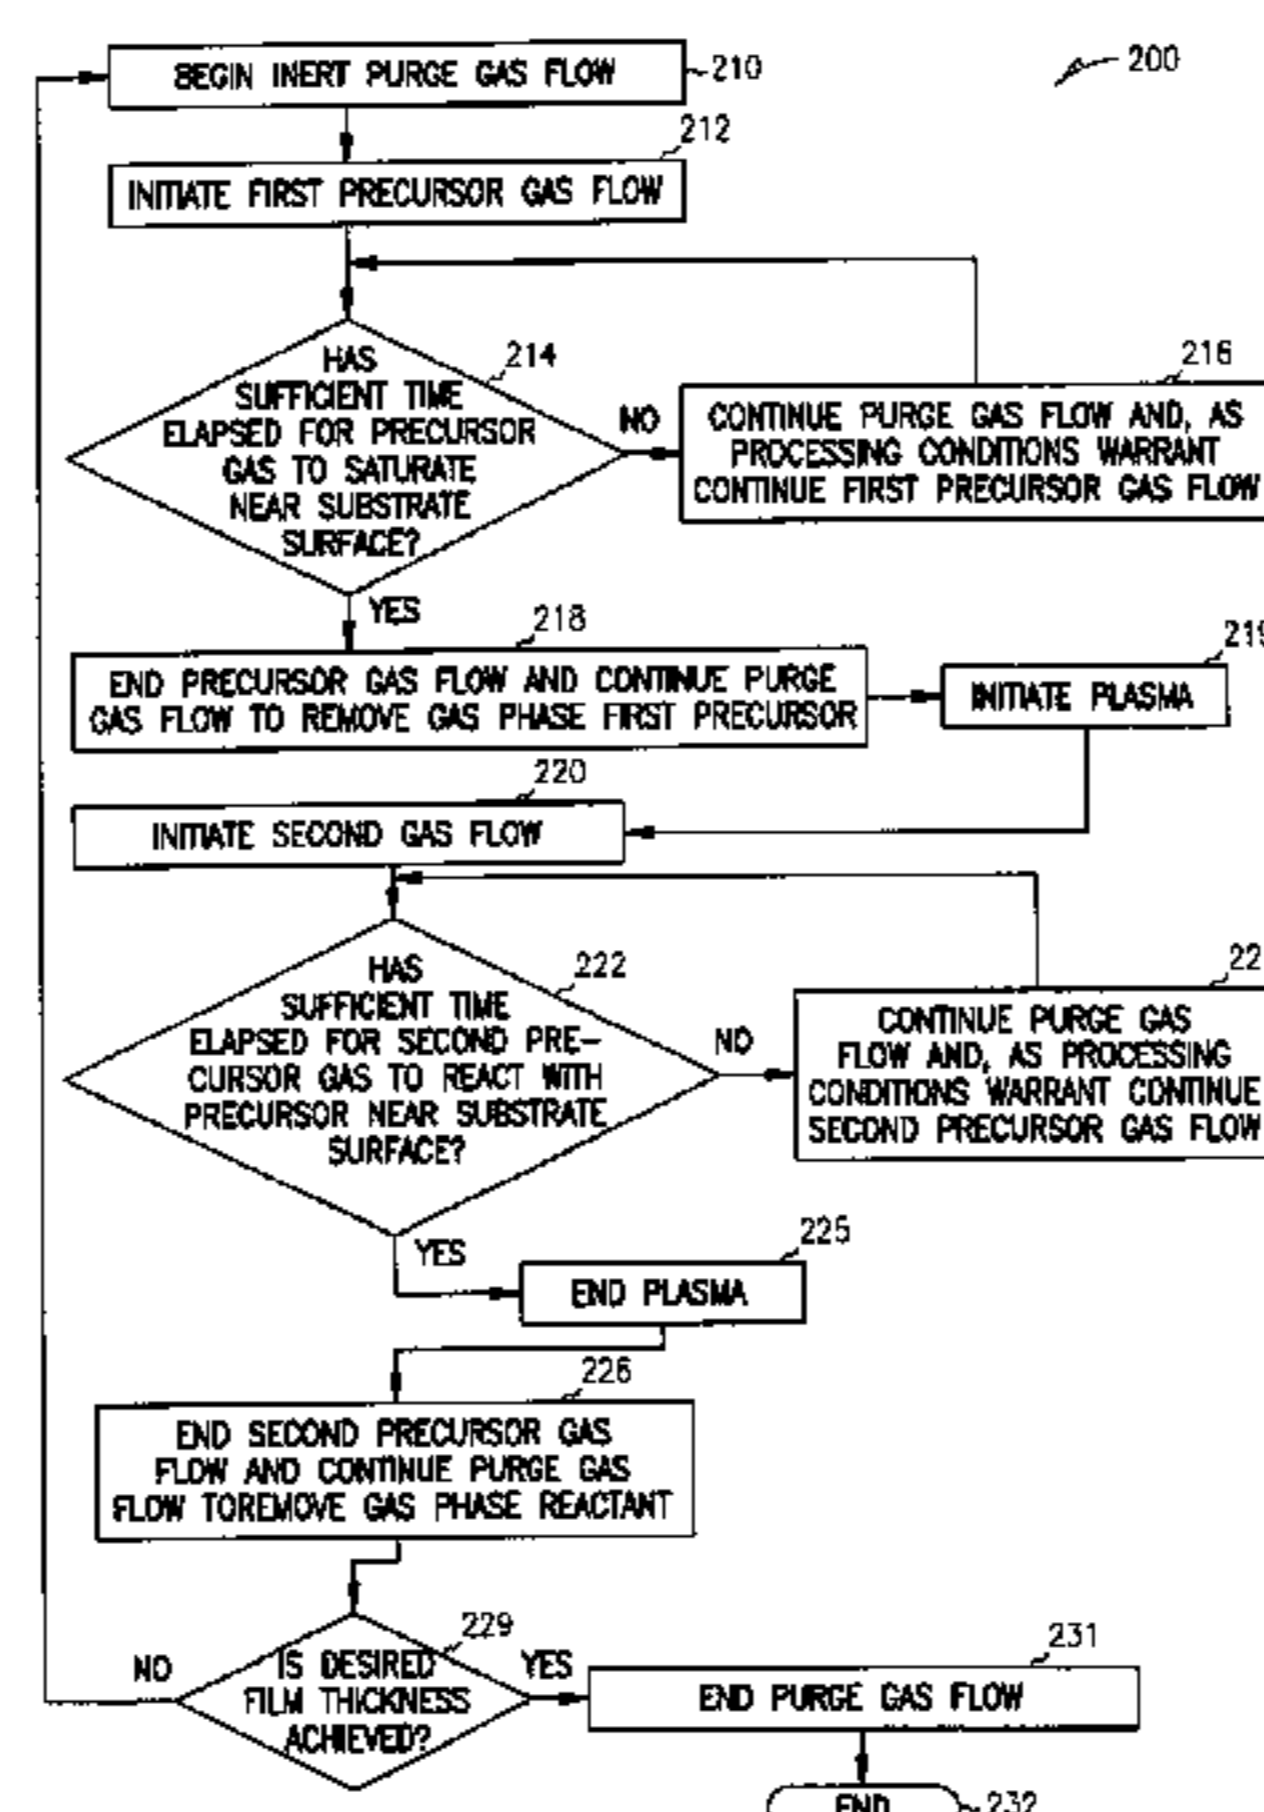 200
BEGIN INERT PURGE GAS FLOW
210
212
INITIATE FIRST PRECURSOR GAS FLOW
214
HAS
SUFFICIENT TIME
ELAPSED FOR PRECURSOR
GAS TO SATURATE
NEAR SUBSTRATE
SURFACE?
NO
216
CONTINUE PURGE GAS FLOW AND, AS
PROCESSING CONDITIONS WARRANT
CONTINUE FIRST PRECURSOR GAS FLOW
YES
218
END PRECURSOR GAS FLOW AND CONTINUE PURGE
GAS FLOW TO REMOVE GAS PHASE FIRST PRECURSOR
219
INITIATE PLASMA
220
INITIATE SECOND GAS FLOW
222
HAS
SUFFICIENT TIME
ELAPSED FOR SECOND PRE-
CURSOR GAS TO REACT WITH
PRECURSOR NEAR SUBSTRATE
SURFACE?
NO
CONTINUE PURGE GAS
FLOW AND, AS PROCESSING
CONDITIONS WARRANT CONTINUE
SECOND PRECURSOR GAS FLOW
YES
225
END PLASMA
226
END SECOND PRECURSOR GAS
FLOW AND CONTINUE PURGE GAS
FLOW TOREMOVE GAS PHASE REACTANT
229
IS DESIRED
FILM THICKNESS
ACHIEVED?
NO
YES
231
END PURGE GAS FLOW
END
232